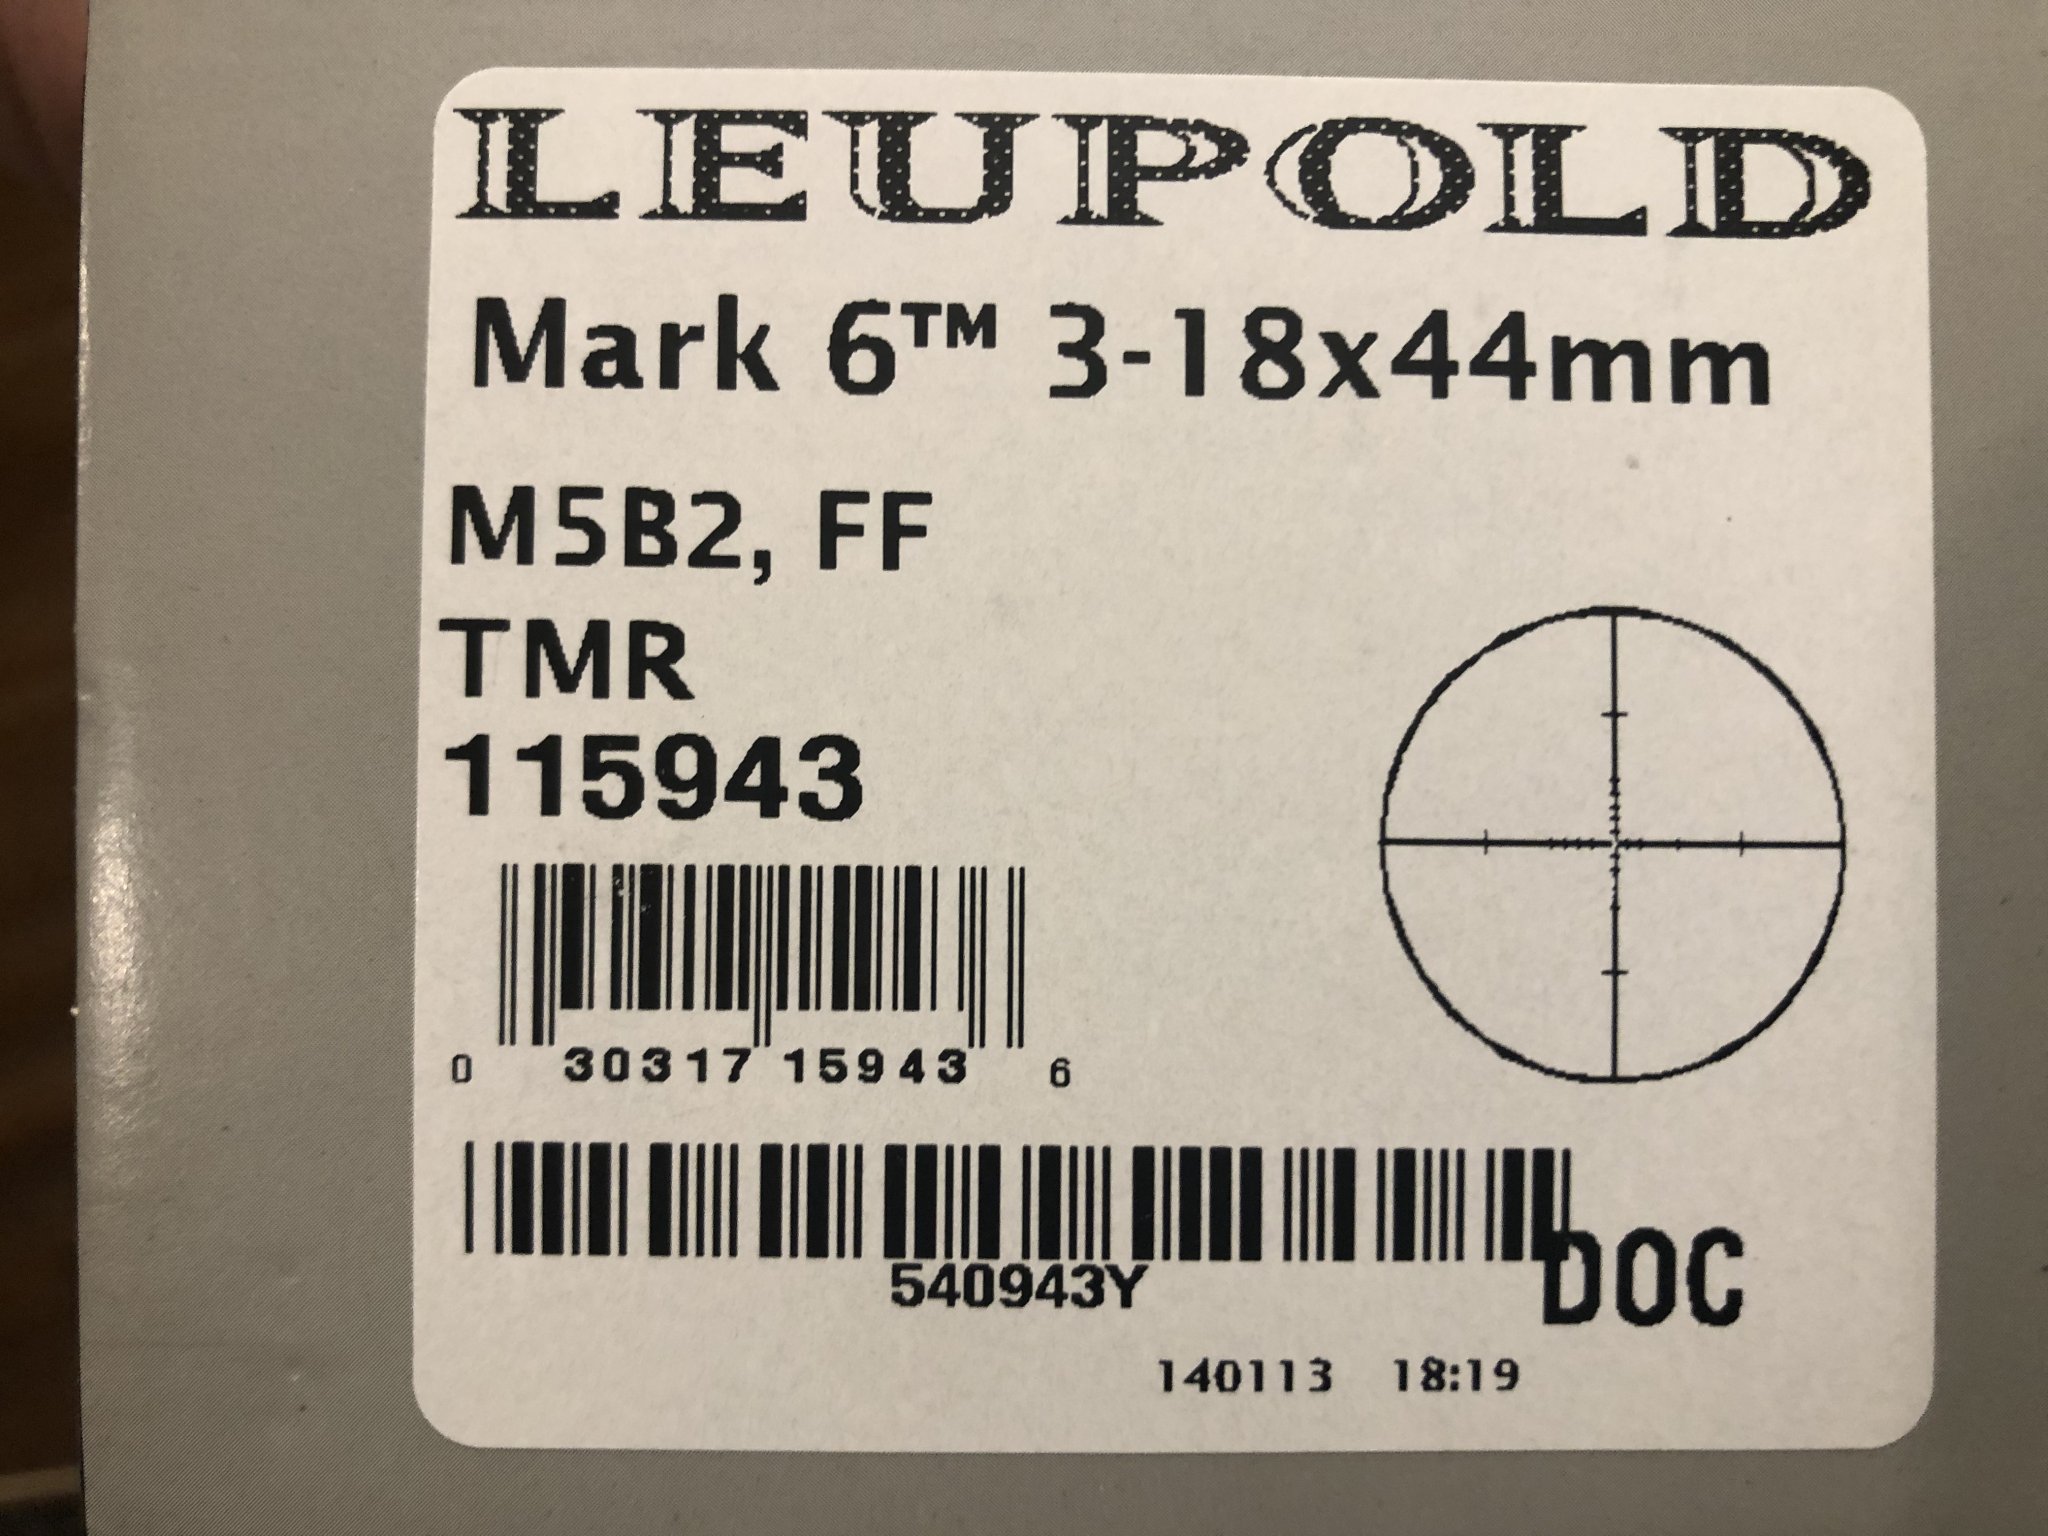 LEUPOLD
Mark 6™ 3-18x44mm
M5B2, FF
TMR
115943
0 30317 15943 6
540943Y
DOC
140113 18:19